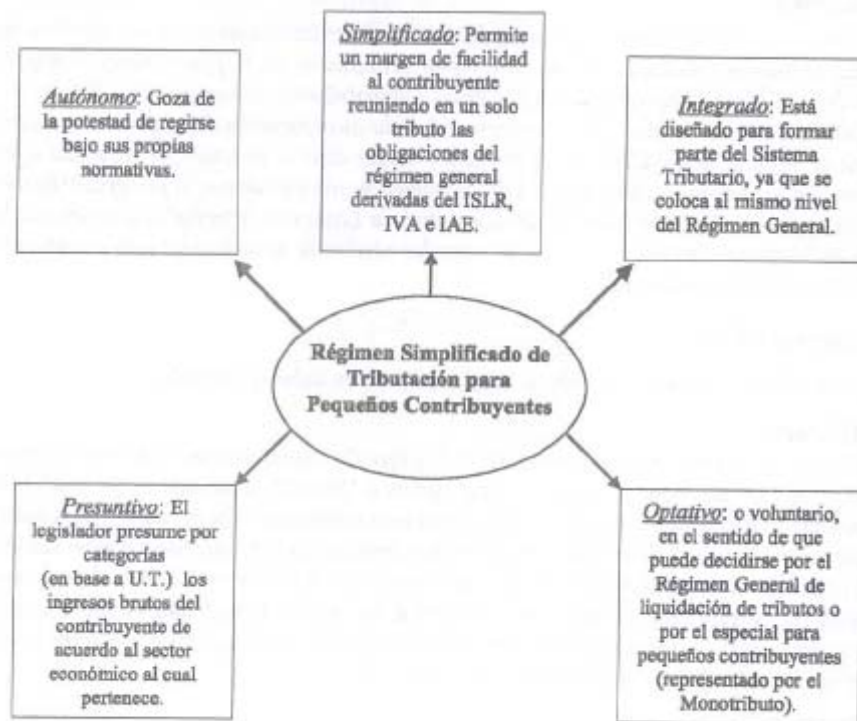 Simplificado: Permite
un margen de facilidad
al contribuyente
reuniendo en un solo
tributo las
obligaciones del
régimen general
derivadas del ISLR,
IVA e IAE.
Autónomo: Goza de
la potestad de regirse
bajo sus propias
normativas.
Integrado: Está
diseñado para formar
parte del Sistema
Tributario, ya que se
coloca al mismo nivel
del Régimen General.
Régimen Simplificado de
Tributación para
Pequeños Contribuyentes
Presuntivo: El
legislador presume por
categorías
(en base a U.T.) los
ingresos brutos del
contribuyente de
acuerdo al sector
económico al cual
pertenece.
Optativo: o voluntario,
en el sentido de que
puede decidirse por el
Régimen General de
liquidación de tributos o
por el especial para
pequeños contribuyentes
(representado por el
Monotributo).